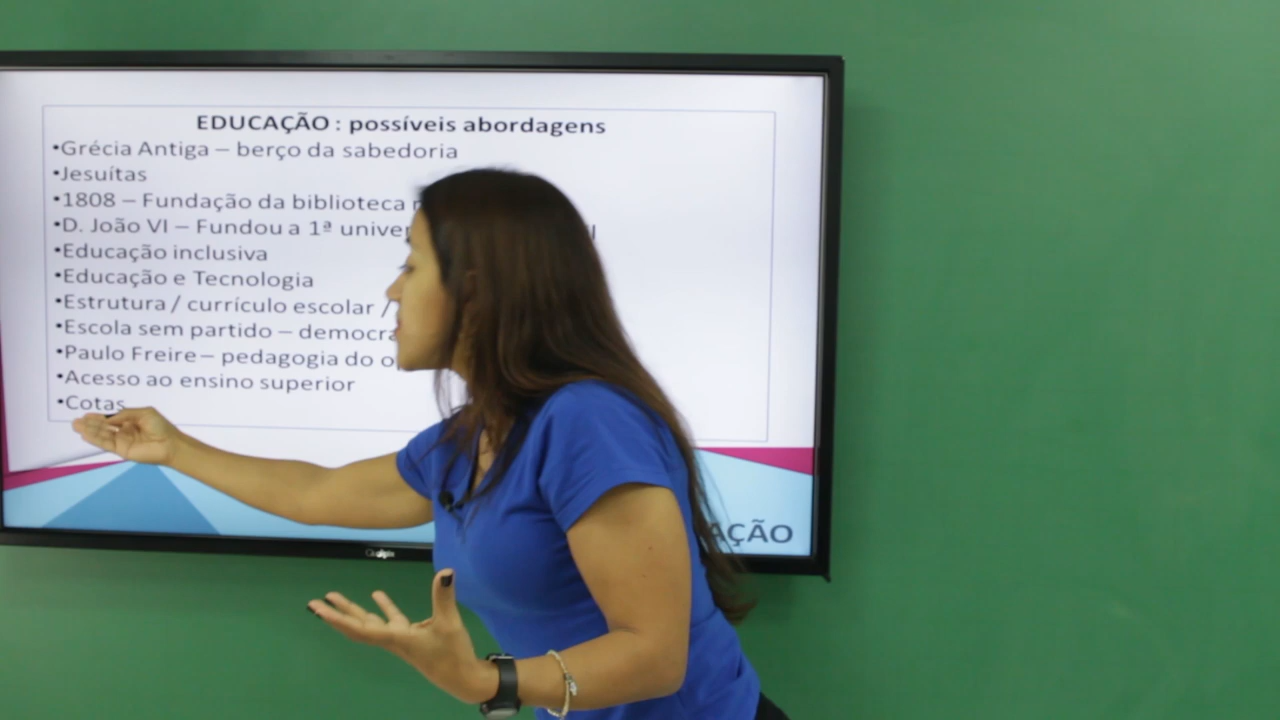 EDUCAÇÃO : possíveis abordagens
•Grécia Antiga – berço da sabedoria
•Jesuítas
•1808 – Fundação da biblioteca
•D. João VI – Fundou a 1ª
•Educação inclusiva
•Educação e Tecnologia
•Estrutura / currículo escolar /
•Escola sem partido –
•Paulo Freire – pedagogia do
•Acesso ao ensino superior
•Cotas
AÇÃO